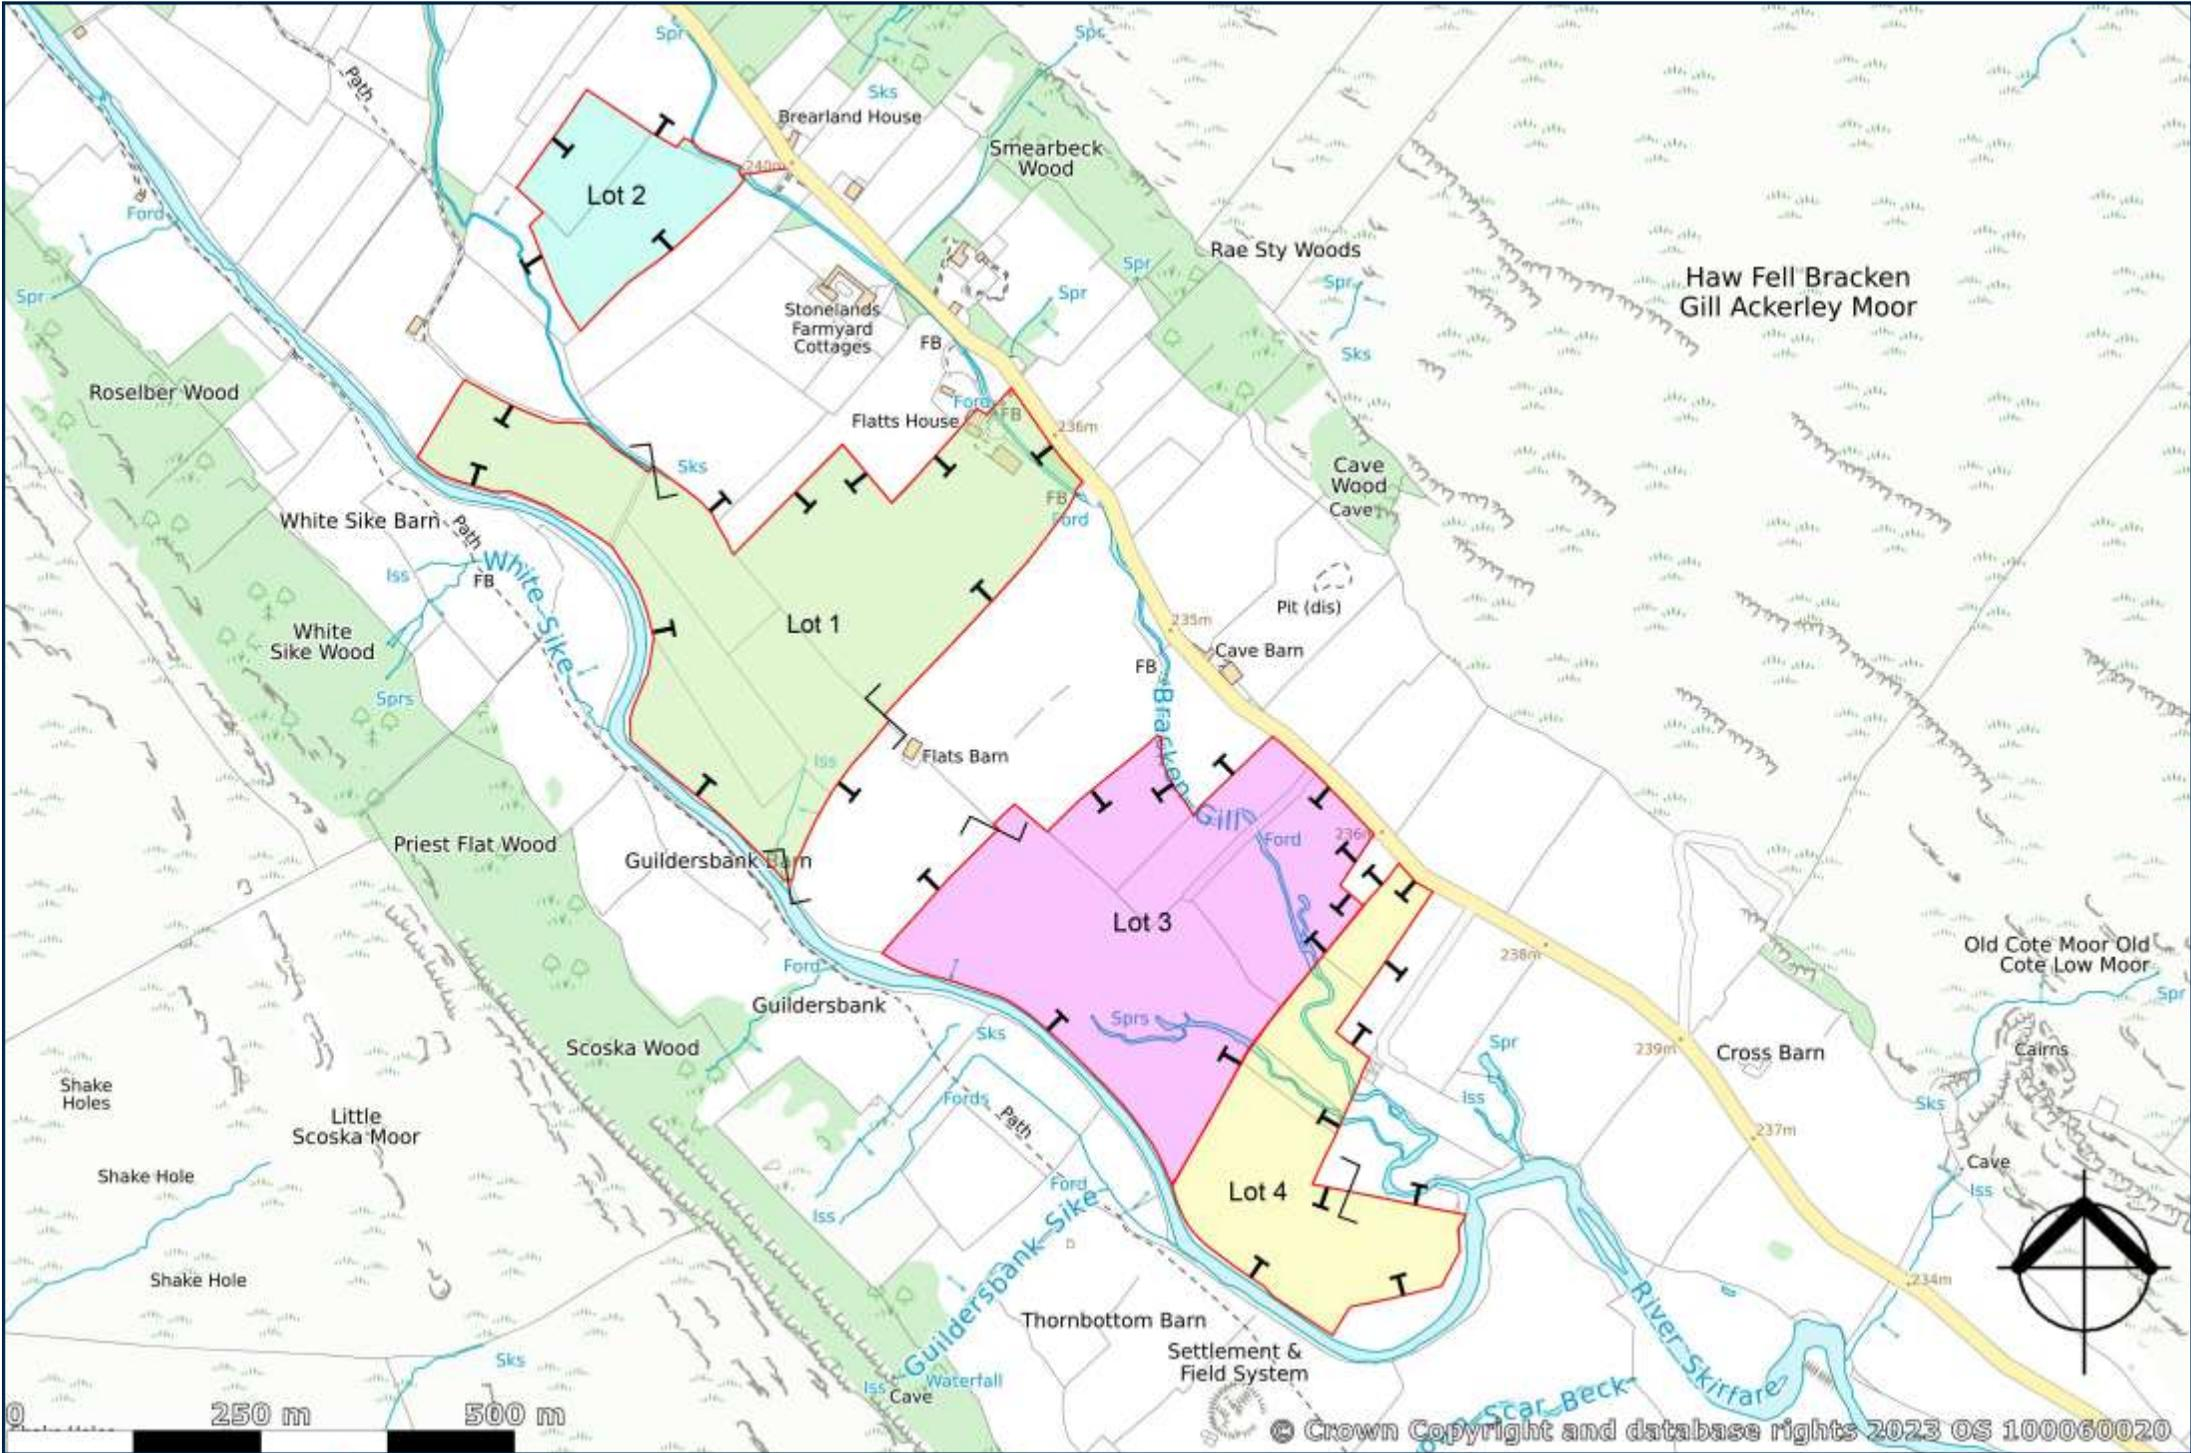 Spr
Spr
Path
Sks
Brearland House
Smearbeck
Wood
240m
Lot 2
Ford
Rae Sty Woods
Spr
Spr
Spr
Spr
Haw Fell Bracken
Gill Ackerley Moor
Stonelands
Farmyard
Cottages
FB
Sks
Roselber Wood
Ford
FB
Flatts House
236m
Sks
Cave
Wood
Cave
FB
Ford
White Sike Barn
Path
White Sike
Iss
FB
Pit (dis)
Lot 1
235m
White
Sike Wood
Cave Barn
FB
Sprs
Bracken Gill
Flats Barn
Iss
Ford
236m
Priest Flat Wood
Guildersbank Barn
Lot 3
238m
Old Cote Moor Old
Cote Low Moor
Ford
Spr
Guildersbank
Sprs
Sks
Scoska Wood
Spr
239m
Cross Barn
Cairns
Shake
Holes
Fords
Iss
Sks
Little
Scoska Moor
Path
237m
Shake Hole
Cave
Iss
Ford
Lot 4
Iss
Guildersbank Sike
Shake Hole
234m
River Skirfare
Thornbottom Barn
Settlement &
Field System
Sks
Iss
Waterfall
Cave
Scar Beck
0 250 m 500 m
© Crown Copyright and database rights 2023 OS 100060020